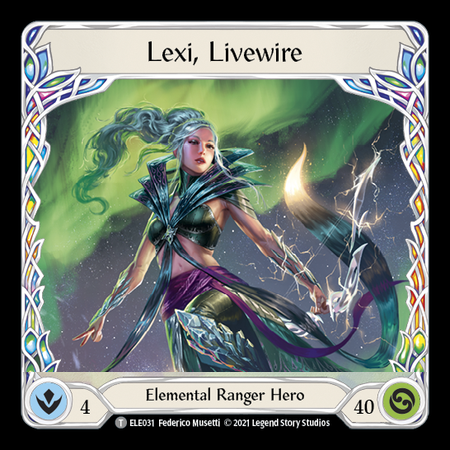 Lexi, Livewire
Elemental Ranger Hero
4
40
T ELE031 Federico Musetti © 2021 Legend Story Studios